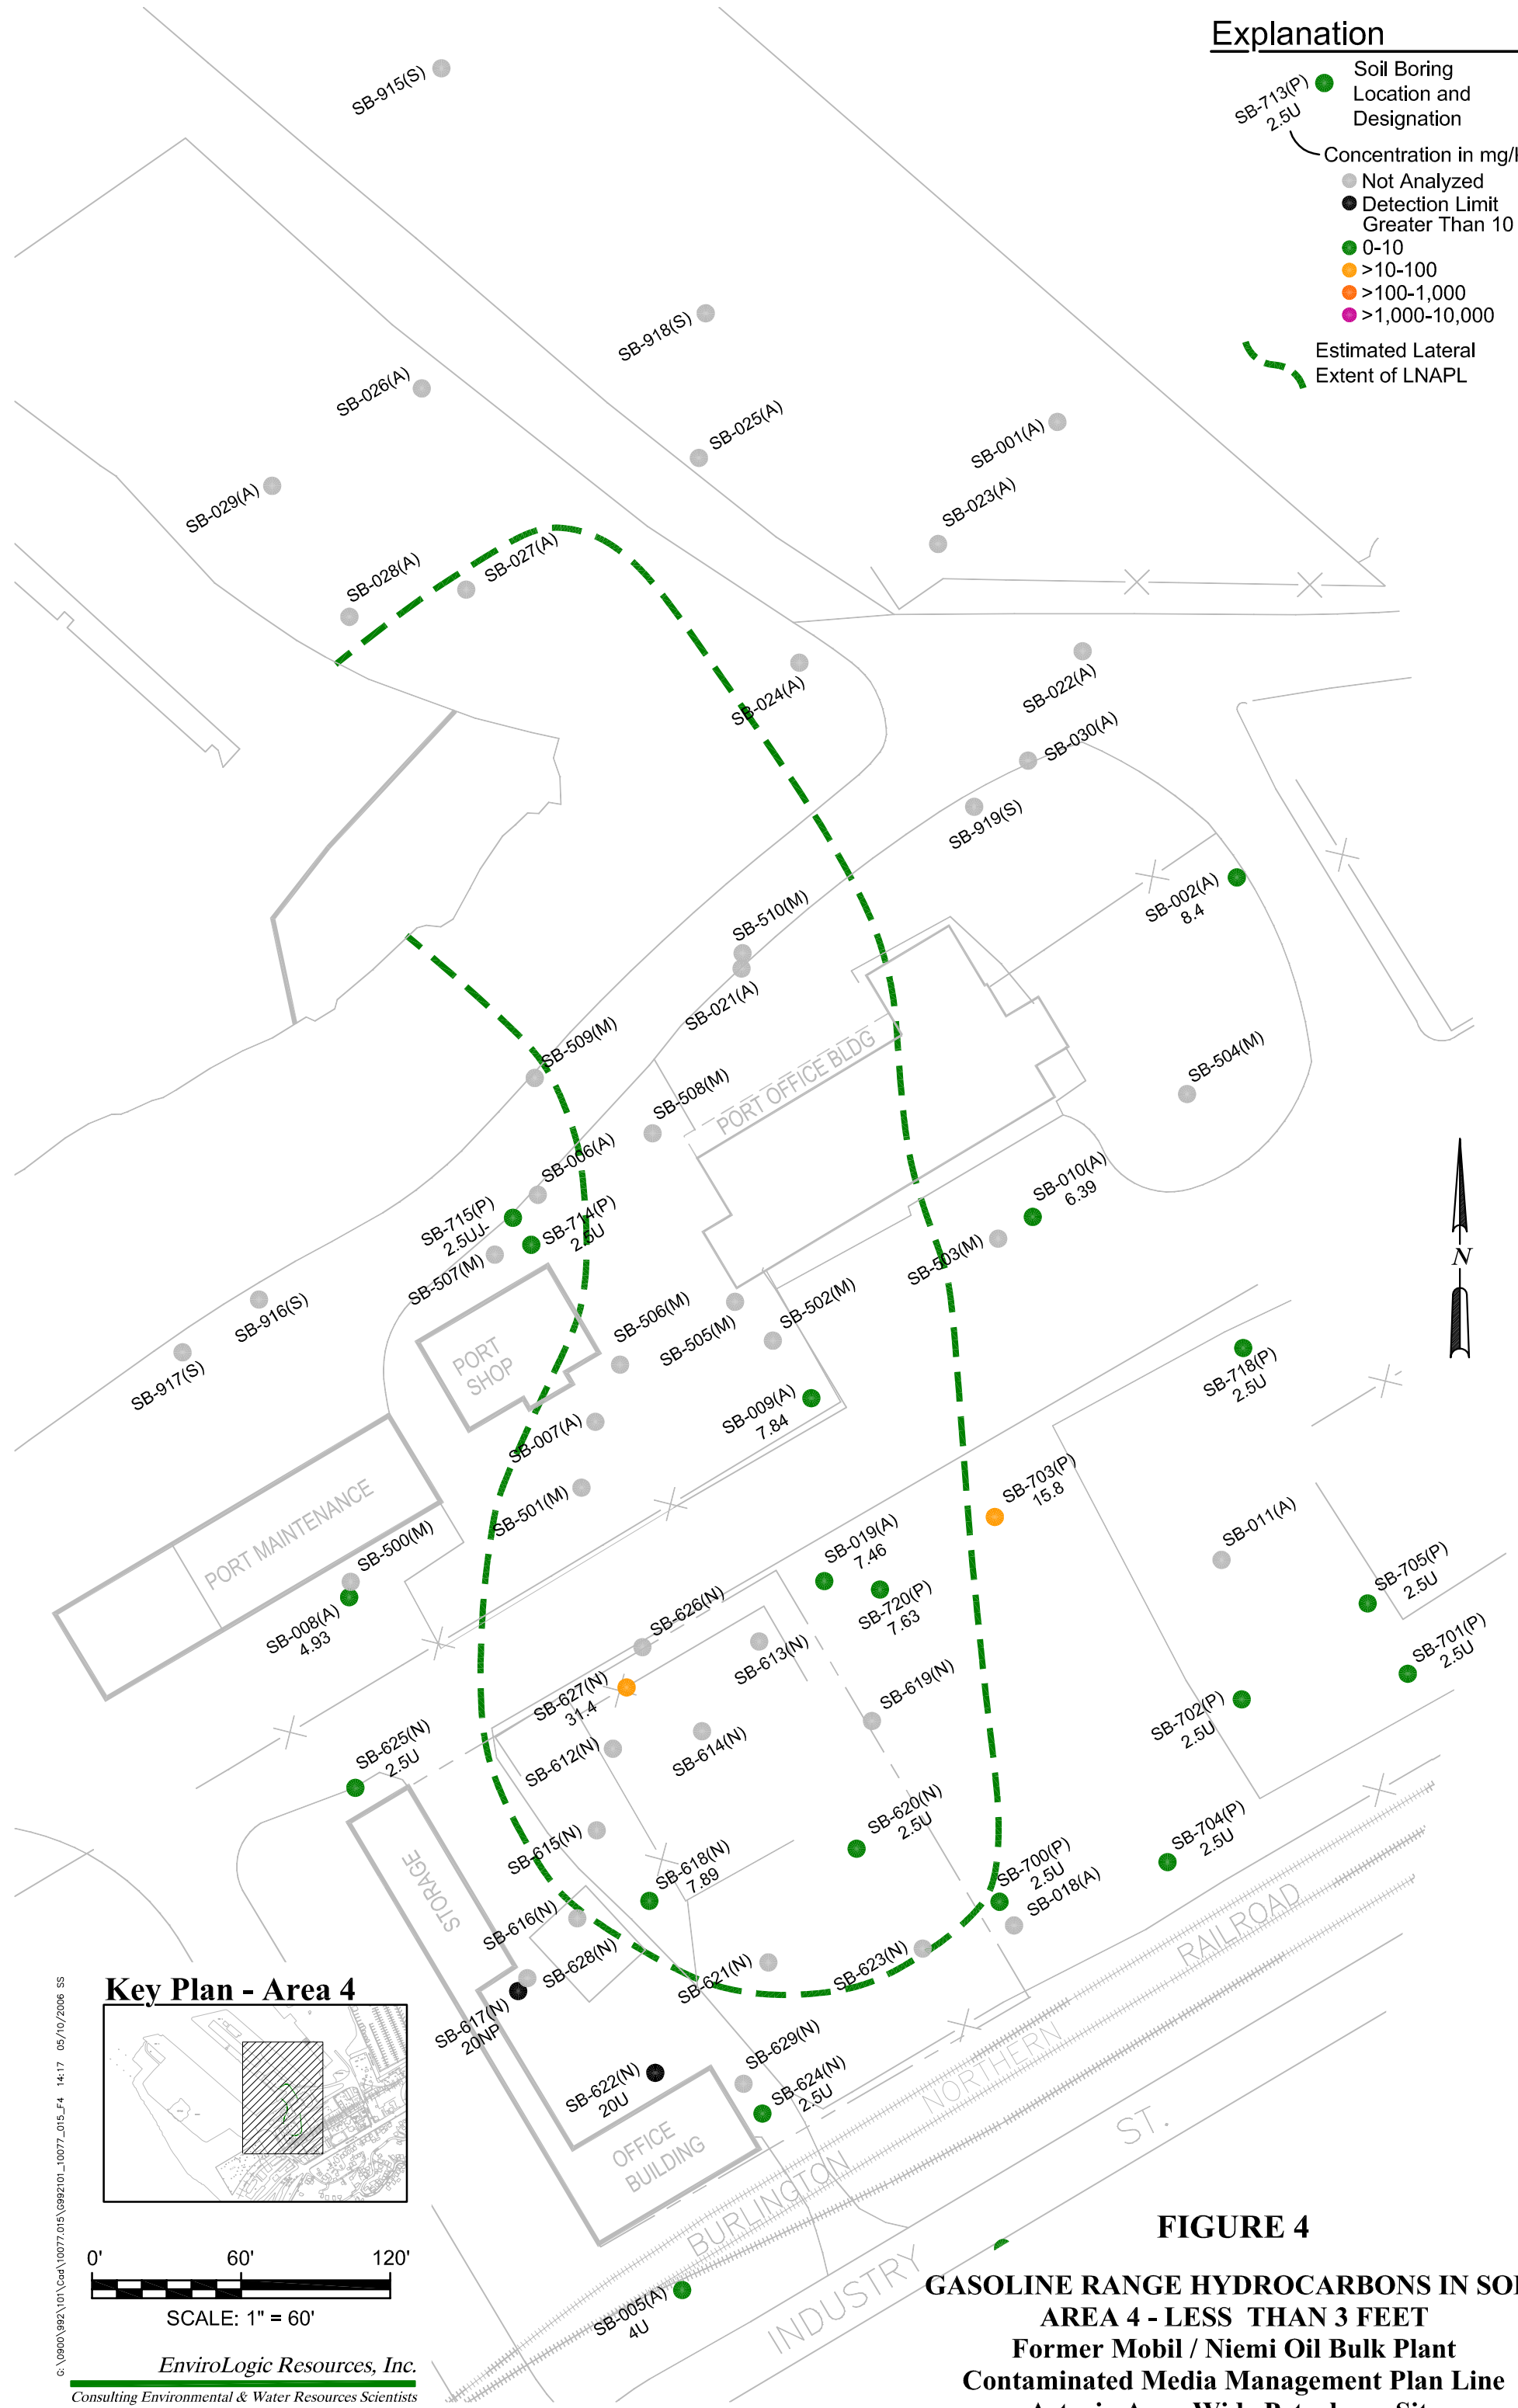 Explanation
SB-713(P)
2.5U
Soil Boring
Location and
Designation
Concentration in mg/
Not Analyzed
Detection Limit
Greater Than 10
0-10
>10-100
>100-1,000
>1,000-10,000
Estimated Lateral
Extent of LNAPL
SB-915(S)
SB-918(S)
SB-026(A)
SB-025(A)
SB-001(A)
SB-029(A)
SB-023(A)
SB-027(A)
SB-028(A)
SB-024(A)
SB-022(A)
SB-030(A)
SB-919(S)
SB-002(A)
8.4
SB-510(M)
SB-021(A)
SB-509(M)
SB-508(M)
PORT OFFICE BLDG
SB-504(M)
SB-006(A)
SB-010(A)
6.39
SB-715(P)
2.5UJ-
SB-714(P)
2.5U
SB-507(M)
SB-503(M)
SB-916(S)
SB-506(M)
SB-505(M)
SB-502(M)
SB-917(S)
PORT
SHOP
SB-718(P)
2.5U
SB-009(A)
7.84
SB-007(A)
SB-501(M)
SB-703(P)
15.8
PORT MAINTENANCE
SB-500(M)
SB-008(A)
4.93
SB-019(A)
7.46
SB-720(P)
7.63
SB-011(A)
SB-705(P)
2.5U
SB-626(N)
SB-613(N)
SB-701(P)
2.5U
SB-627(N)
31.4
SB-619(N)
SB-702(P)
2.5U
SB-625(N)
2.5U
SB-612(N)
SB-614(N)
SB-615(N)
SB-620(N)
2.5U
SB-704(P)
2.5U
SB-618(N)
7.89
SB-700(P)
2.5U
SB-018(A)
STORAGE
SB-616(N)
SB-628(N)
SB-621(N)
SB-623(N)
SB-617(N)
20NP
SB-629(N)
SB-622(N)
20U
SB-624(N)
2.5U
OFFICE
BUILDING
BURLINGTON
NORTHERN
RAILROAD
INDUSTRY
ST.
SB-005(A)
4U
N
Key Plan - Area 4
0'
60'
120'
SCALE: 1" = 60'
EnviroLogic Resources, Inc.
Consulting Environmental & Water Resources Scientists
G:\0900\992\101\Cad\10077.015\G992101_10077_015_F4 14:17 05/10/2006 SS
FIGURE 4
GASOLINE RANGE HYDROCARBONS IN
AREA 4 - LESS THAN 3 FEET
Former Mobil / Niemi Oil Bulk Plant
Contaminated Media Management Plan Line